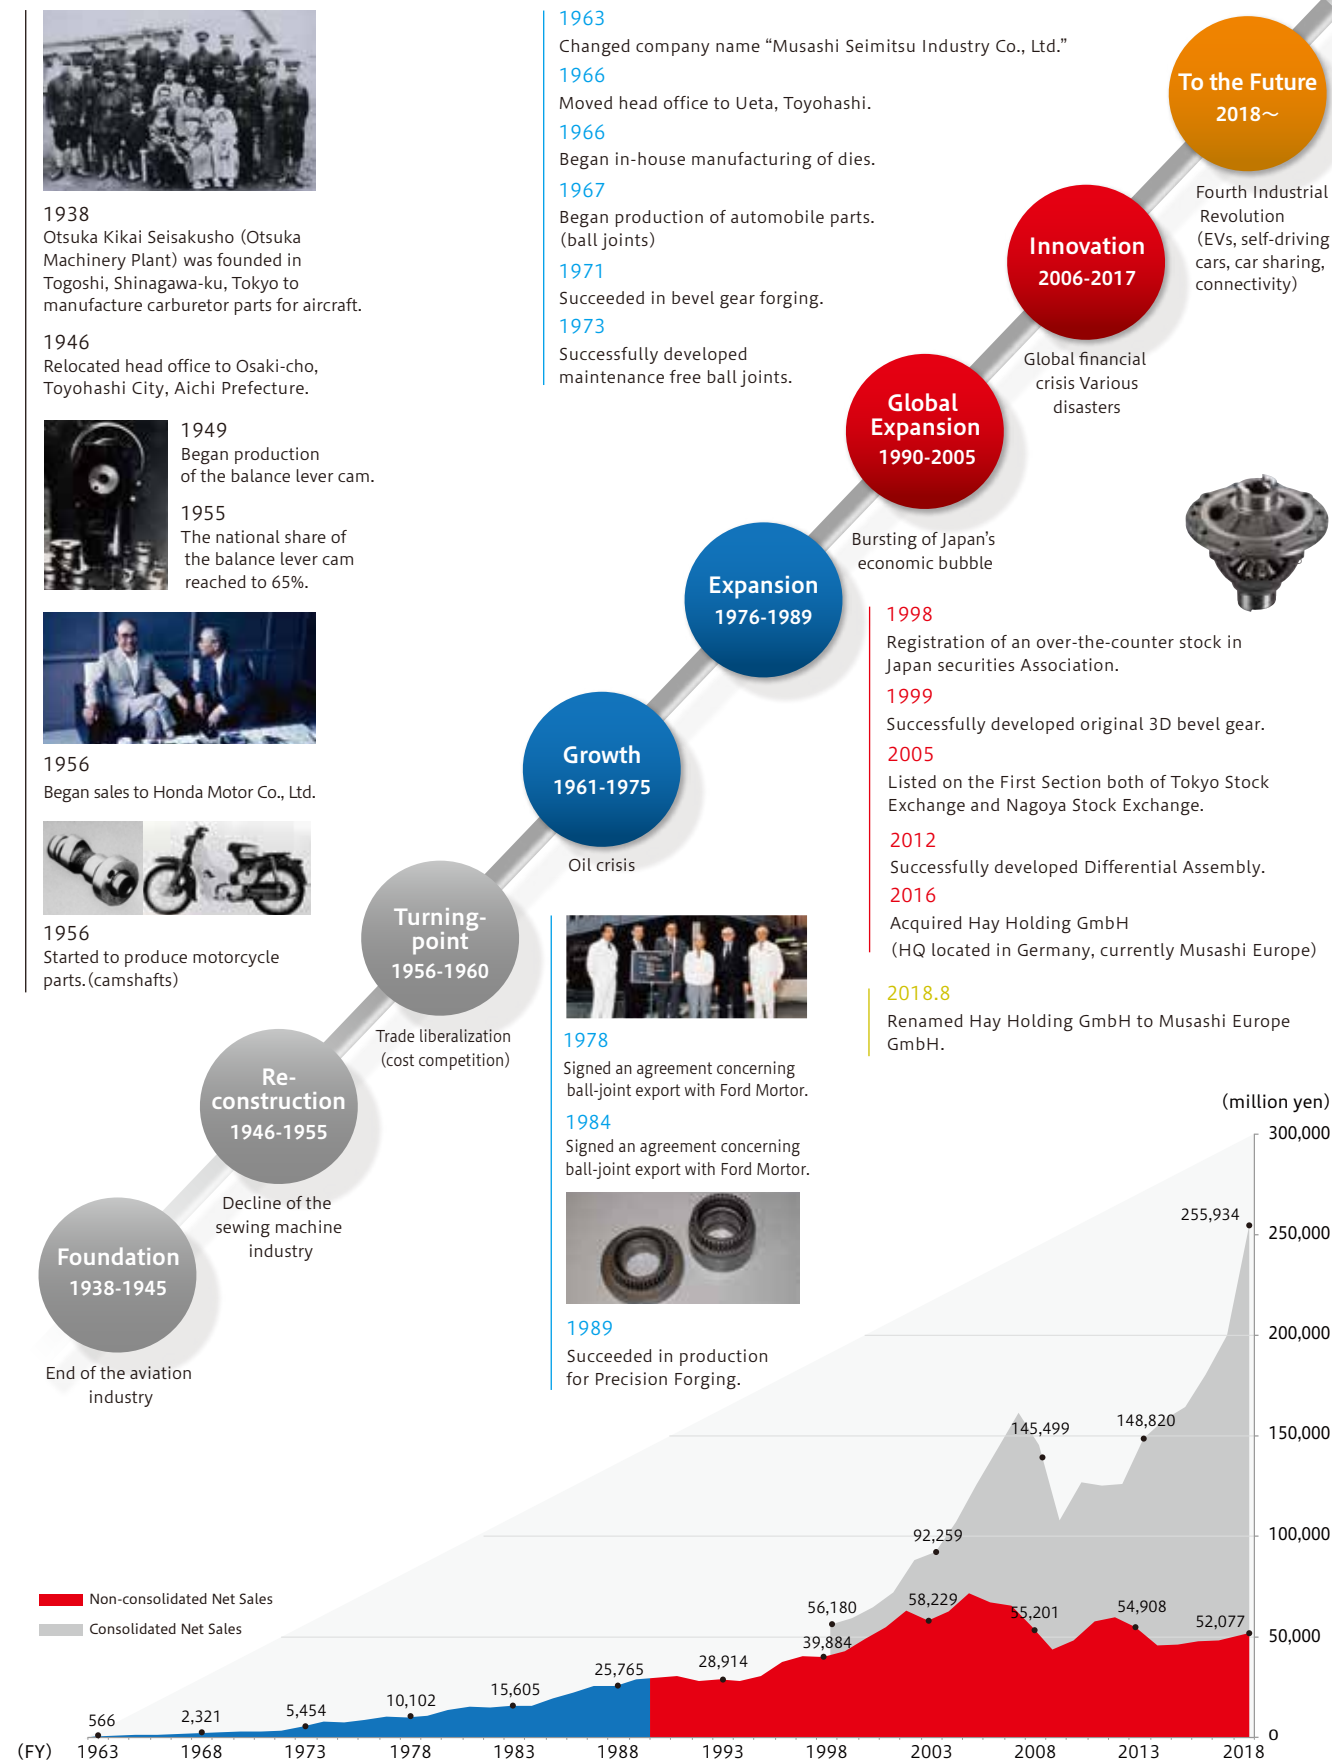 1938
Otsuka Kikai Seisakusho (Otsuka
Machinery Plant) was founded in
Togoshi, Shinagawa-ku, Tokyo to
manufacture carburetor parts for aircraft.
1946
Relocated head office to Osaki-cho,
Toyohashi City, Aichi Prefecture.
1949
Began production
of the balance lever cam.
1955
The national share of
the balance lever cam
reached to 65%.
1956
Began sales to Honda Motor Co., Ltd.
1956
Started to produce motorcycle
parts.(camshafts)
1963
Changed company name “Musashi Seimitsu Industry Co., Ltd.”
1966
Moved head office to Ueta, Toyohashi.
1966
Began in-house manufacturing of dies.
1967
Began production of automobile parts.
(ball joints)
1971
Succeeded in bevel gear forging.
1973
Successfully developed
maintenance free ball joints.
To the Future
2018～
Fourth Industrial
Revolution
(EVs, self-driving
cars, car sharing,
connectivity)
Innovation
2006-2017
Global financial
crisis Various
disasters
Global
Expansion
1990-2005
Bursting of Japan’s
economic bubble
Expansion
1976-1989
Growth
1961-1975
Oil crisis
Turning-
point
1956-1960
Trade liberalization
(cost competition)
Re-
construction
1946-1955
Decline of the
sewing machine
industry
Foundation
1938-1945
End of the aviation
industry
1978
Signed an agreement concerning
ball-joint export with Ford Mortor.
1984
Signed an agreement concerning
ball-joint export with Ford Mortor.
1989
Succeeded in production
for Precision Forging.
1998
Registration of an over-the-counter stock in
Japan securities Association.
1999
Successfully developed original 3D bevel gear.
2005
Listed on the First Section both of Tokyo Stock
Exchange and Nagoya Stock Exchange.
2012
Successfully developed Differential Assembly.
2016
Acquired Hay Holding GmbH
(HQ located in Germany, currently Musashi Europe)
2018.8
Renamed Hay Holding GmbH to Musashi Europe
GmbH.
(million yen)
300,000
250,000
200,000
150,000
100,000
50,000
0
255,934
145,499
148,820
92,259
56,180
58,229
55,201
54,908
52,077
39,884
28,914
25,765
15,605
10,102
5,454
2,321
566
Non-consolidated Net Sales
Consolidated Net Sales
(FY) 1963 1968 1973 1978 1983 1988 1993 1998 2003 2008 2013 2018